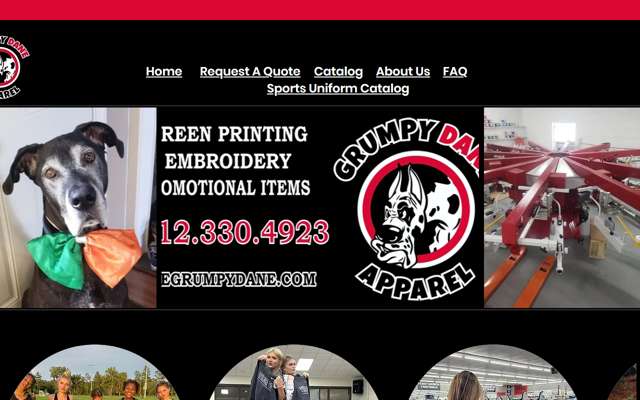 Y DANE
APPAREL
Home Request A Quote Catalog About Us FAQ
Sports Uniform Catalog
REEN PRINTING
EMBROIDERY
OMOTIONAL ITEMS
12.330.4923
EGRUMPYDANE.COM
GRUMPY DANE
APPAREL